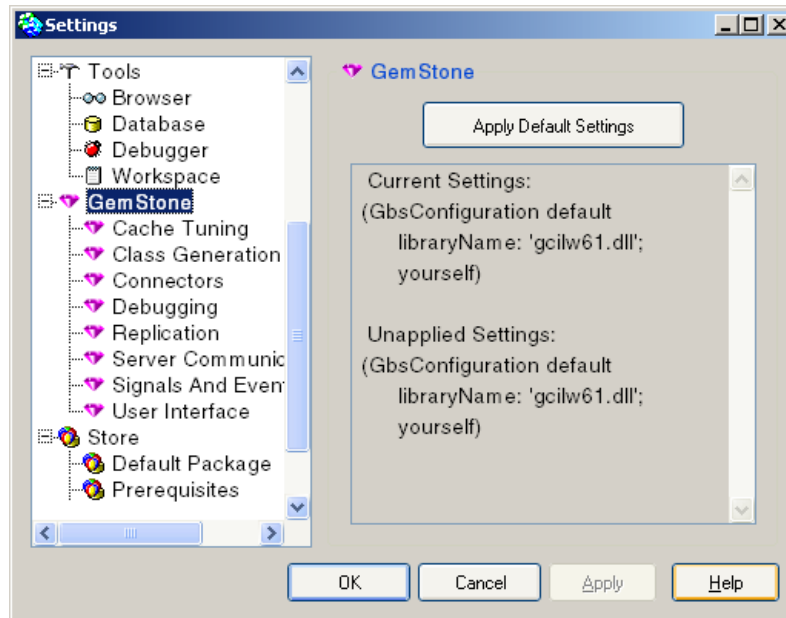 Settings
Tools
Browser
Database
Debugger
Workspace
GemStone
Cache Tuning
Class Generation
Connectors
Debugging
Replication
Server Communic
Signals And Even
User Interface
Store
Default Package
Prerequisites
GemStone
Apply Default Settings
Current Settings:
(GbsConfiguration default
libraryName: 'gcilw61.dll';
yourself)
Unapplied Settings:
(GbsConfiguration default
libraryName: 'gcilw61.dll';
yourself)
OK
Cancel
Apply
Help